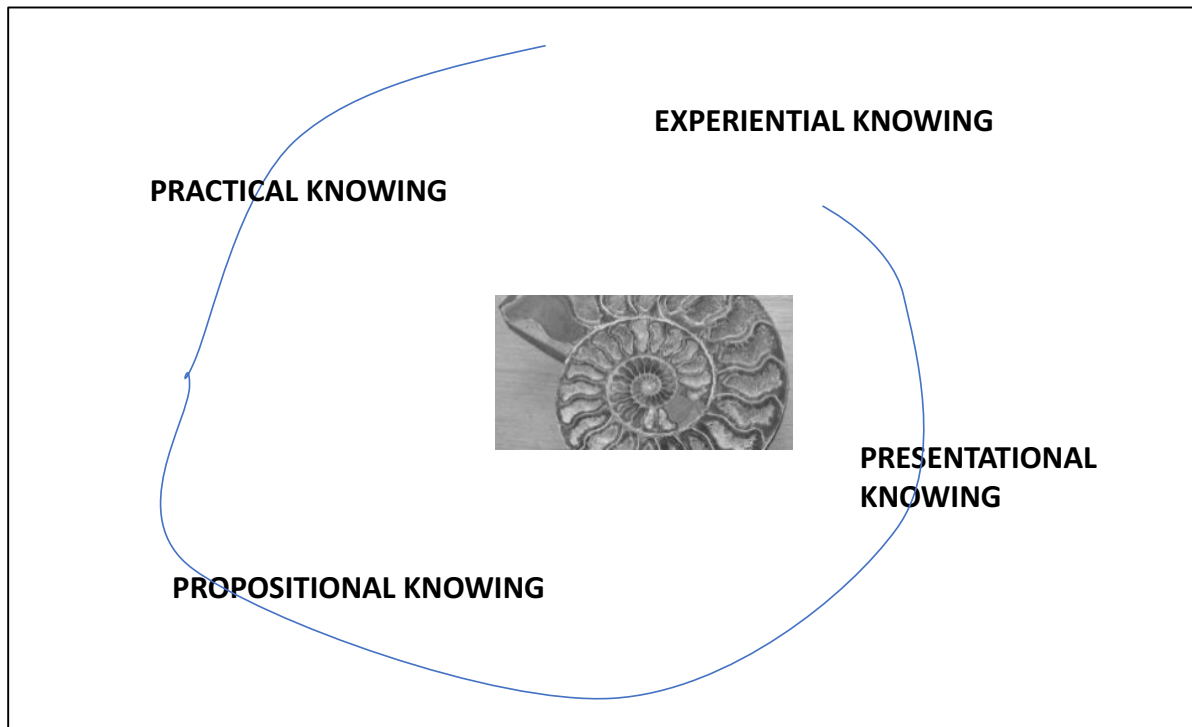 EXPERIENTIAL KNOWING
PRACTICAL KNOWING
PRESENTATIONAL
KNOWING
PROPOSITIONAL KNOWING